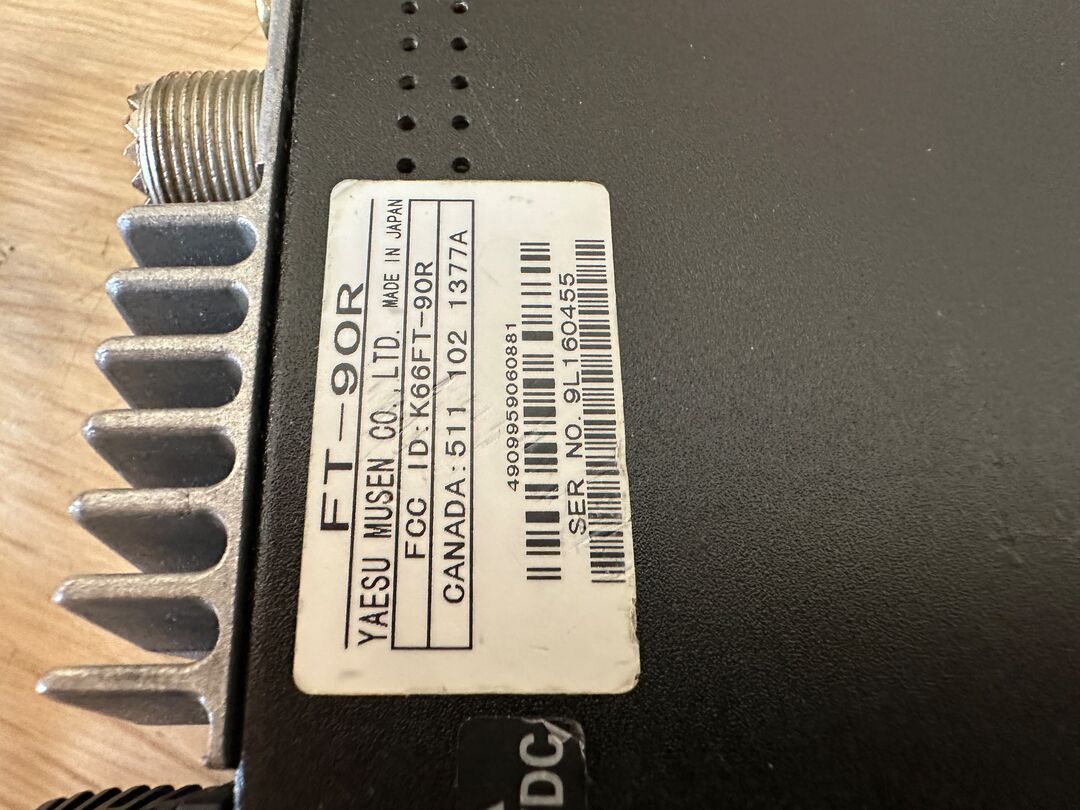 FT-90R
YAESU MUSEN CO.,LTD. MADE IN JAPAN
FCC ID:K66FT-90R
CANADA:511 102 1377A
4909959060881
SER NO. 9L160455
DC